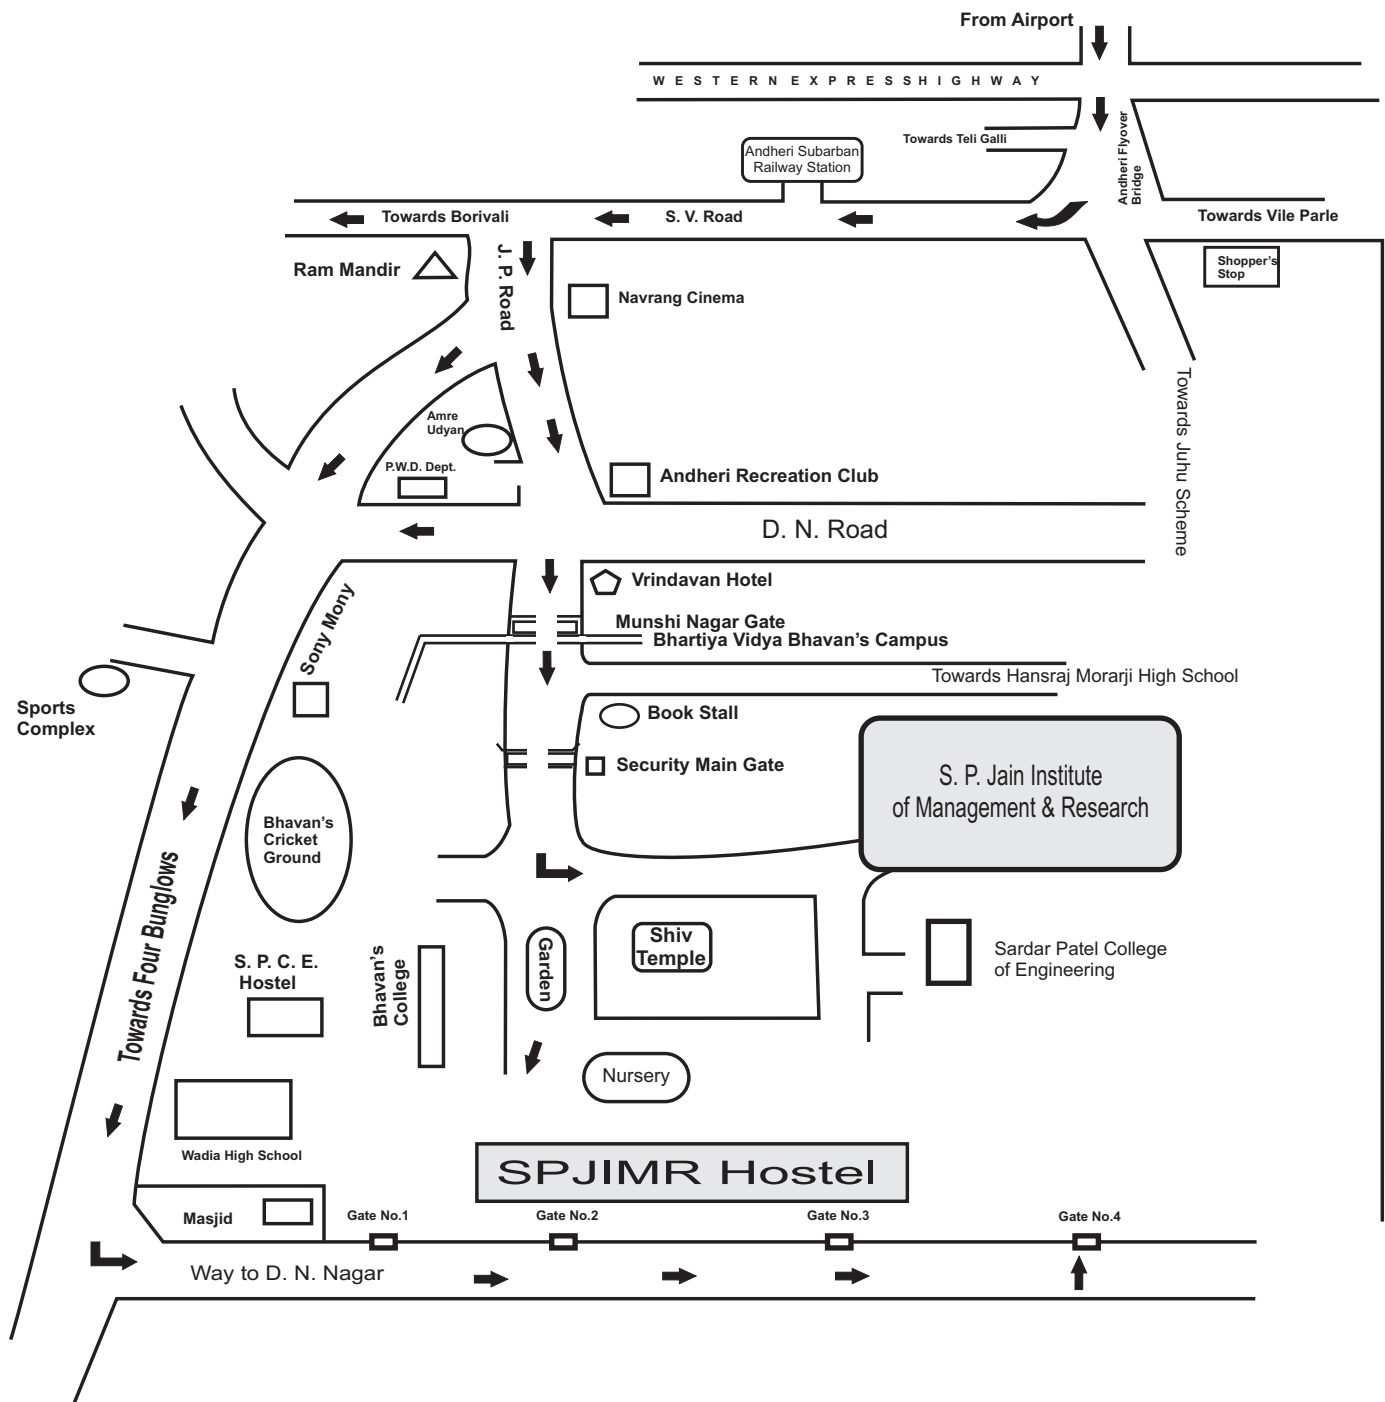 From Airport
WESTERN EXPRESS HIGHWAY
Towards Teli Galli
Andheri Flyover
Bridge
Andheri Subarban
Railway Station
Towards Borivali
S. V. Road
Towards Vile Parle
Shopper's
Stop
Ram Mandir
J. P. Road
Navrang Cinema
Towards Juhu Scheme
Amre
Udyan
P.W.D. Dept.
Andheri Recreation Club
D. N. Road
Vrindavan Hotel
Sony Mony
Munshi Nagar Gate
Bhartiya Vidya Bhavan's Campus
Towards Hansraj Morarji High School
Sports
Complex
Book Stall
Security Main Gate
S. P. Jain Institute
of Management & Research
Bhavan's
Cricket
Ground
Towards Four Bunglows
S. P. C. E.
Hostel
Bhavan's
College
Garden
Shiv
Temple
Sardar Patel College
of Engineering
Nursery
Wadia High School
SPJIMR Hostel
Masjid
Gate No.1
Gate No.2
Gate No.3
Gate No.4
Way to D. N. Nagar